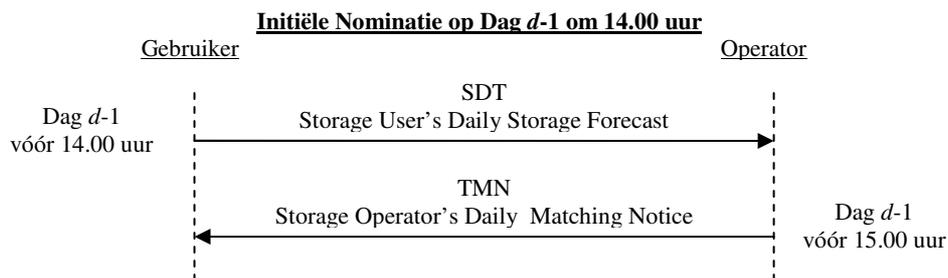 Initiële Nominatie op Dag d-1 om 14.00 uur
Gebruiker
Operator
SDT
Storage User's Daily Storage Forecast
Dag d-1
vóór 14.00 uur
TMN
Storage Operator's Daily Matching Notice
Dag d-1
vóór 15.00 uur